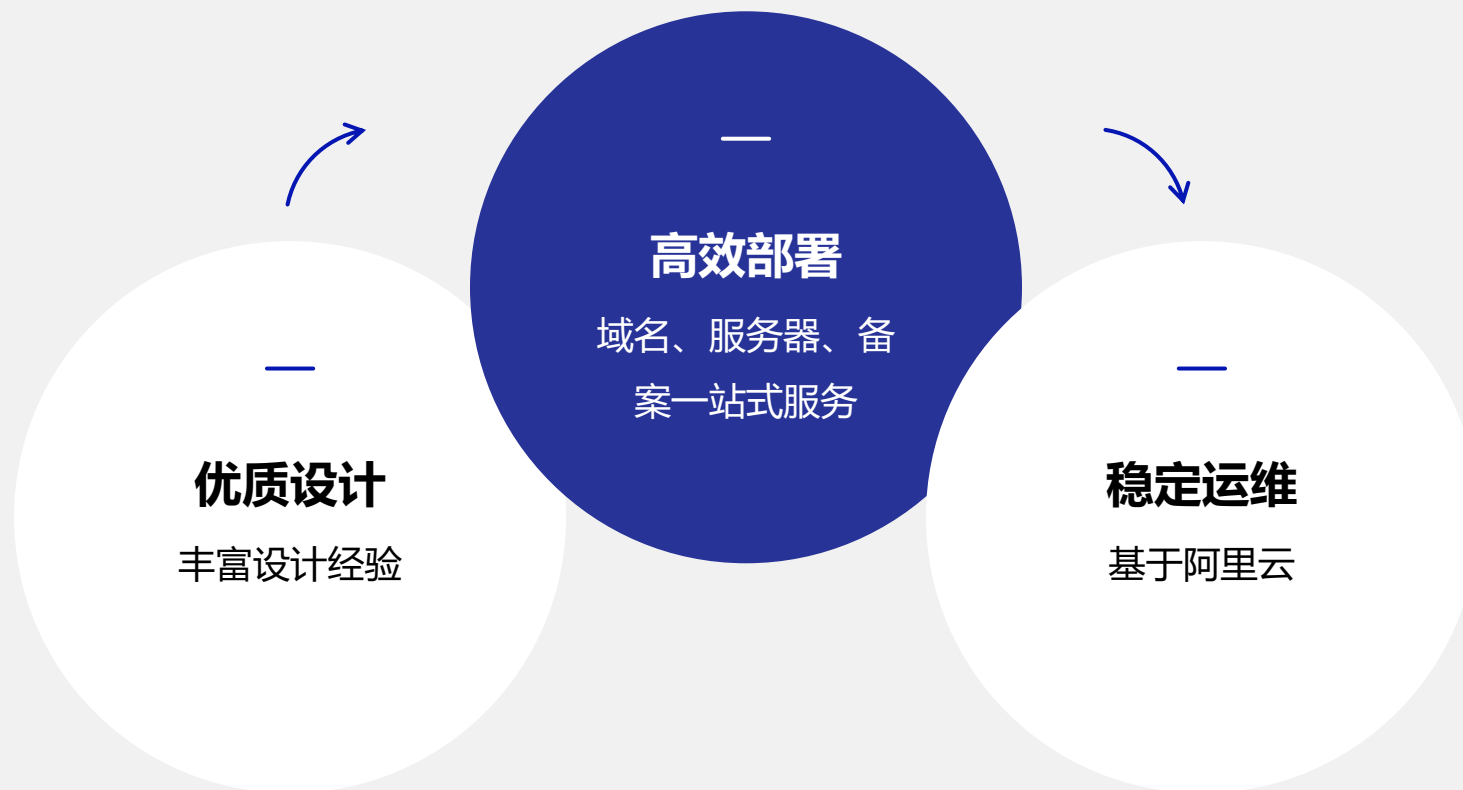 优质设计
丰富设计经验
高效部署
域名、服务器、备
案一站式服务
稳定运维
基于阿里云